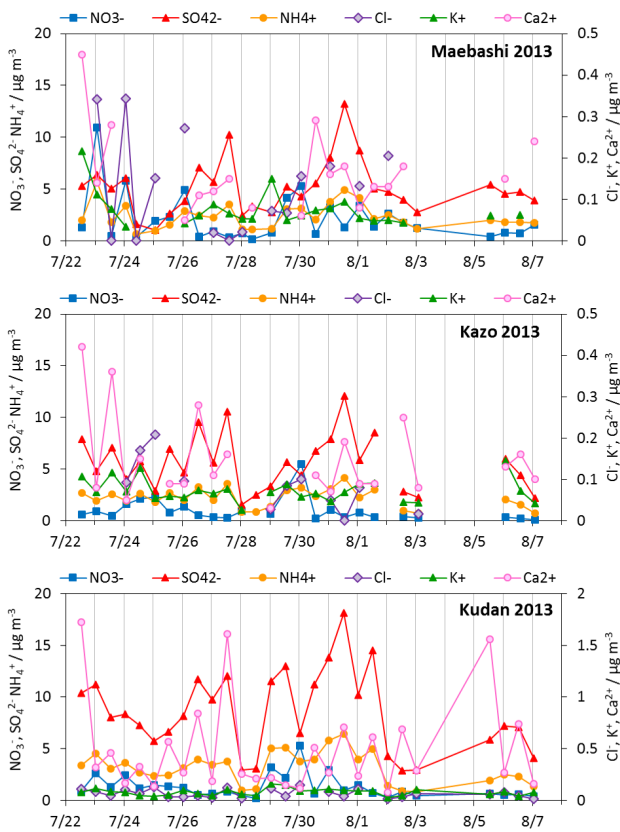 NO3- SO42- NH4+ Cl- K+ Ca2+
Maebashi 2013
20 15 10 5 0
NO₃⁻, SO₄²⁻ NH₄⁺ / μg m⁻³
0.5 0.4 0.3 0.2 0.1 0
Cl⁻, K⁺, Ca²⁺ / μg m⁻³
7/22 7/24 7/26 7/28 7/30 8/1 8/3 8/5 8/7
NO3- SO42- NH4+ Cl- K+ Ca2+
Kazo 2013
20 15 10 5 0
NO₃⁻, SO₄²⁻ NH₄⁺ / μg m⁻³
0.5 0.4 0.3 0.2 0.1 0
Cl⁻, K⁺, Ca²⁺ / μg m⁻³
7/22 7/24 7/26 7/28 7/30 8/1 8/3 8/5 8/7
NO3- SO42- NH4+ Cl- K+ Ca2+
Kudan 2013
20 15 10 5 0
NO₃⁻, SO₄²⁻ NH₄⁺ / μg m⁻³
2 1.5 1 0.5 0
Cl⁻, K⁺, Ca²⁺ / μg m⁻³
7/22 7/24 7/26 7/28 7/30 8/1 8/3 8/5 8/7